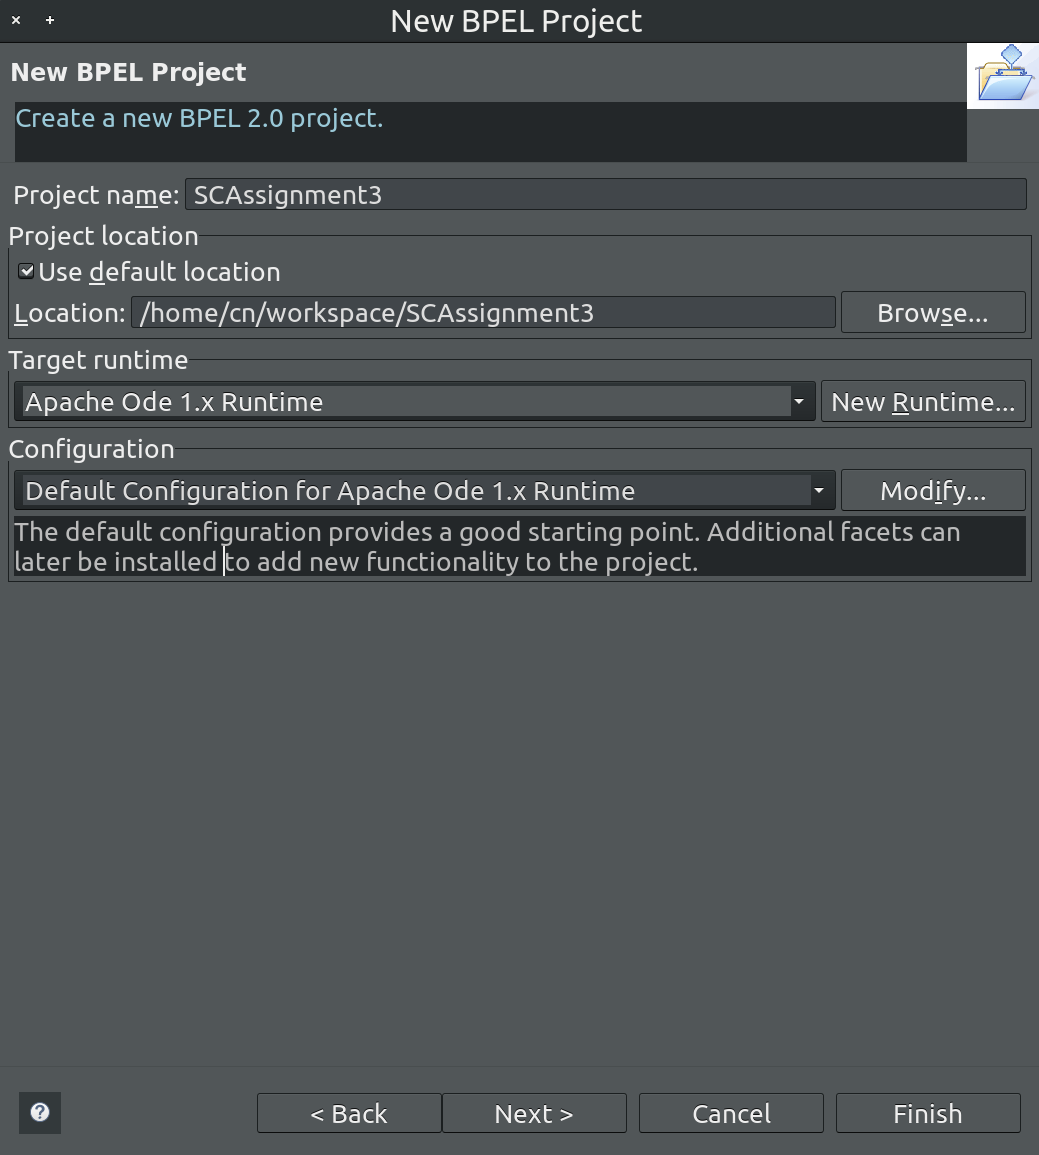 New BPEL Project
New BPEL Project
Create a new BPEL 2.0 project.
Project name: SCAssignment3
Project location
Use default location
Location: /home/cn/workspace/SCAssignment3 Browse...
Target runtime
Apache Ode 1.x Runtime New Runtime...
Configuration
Default Configuration for Apache Ode 1.x Runtime Modify...
The default configuration provides a good starting point. Additional facets can
later be installed to add new functionality to the project.
? < Back Next > Cancel Finish